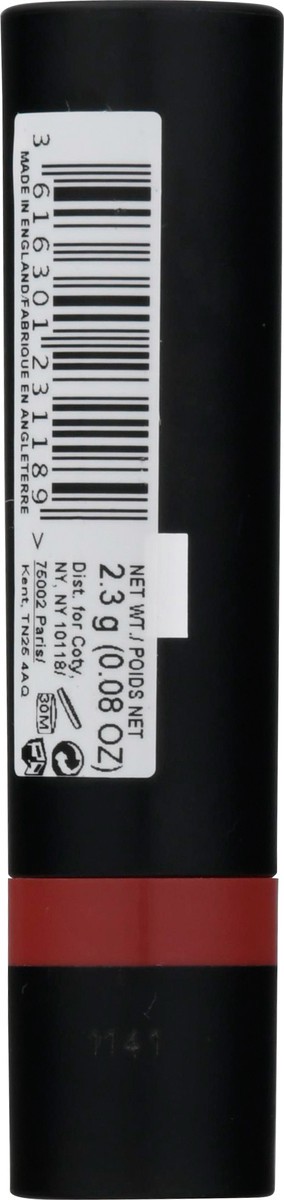 NET WT./ POIDS NET
2.3 g (0.08 OZ)
Dist. for Coty,
NY, NY 10118/
75002 Paris/
Kent, TN25 4AQ
30M
3 616301 231189 >
MADE IN ENGLAND/FABRIQUÉ EN ANGLETERRE
1141